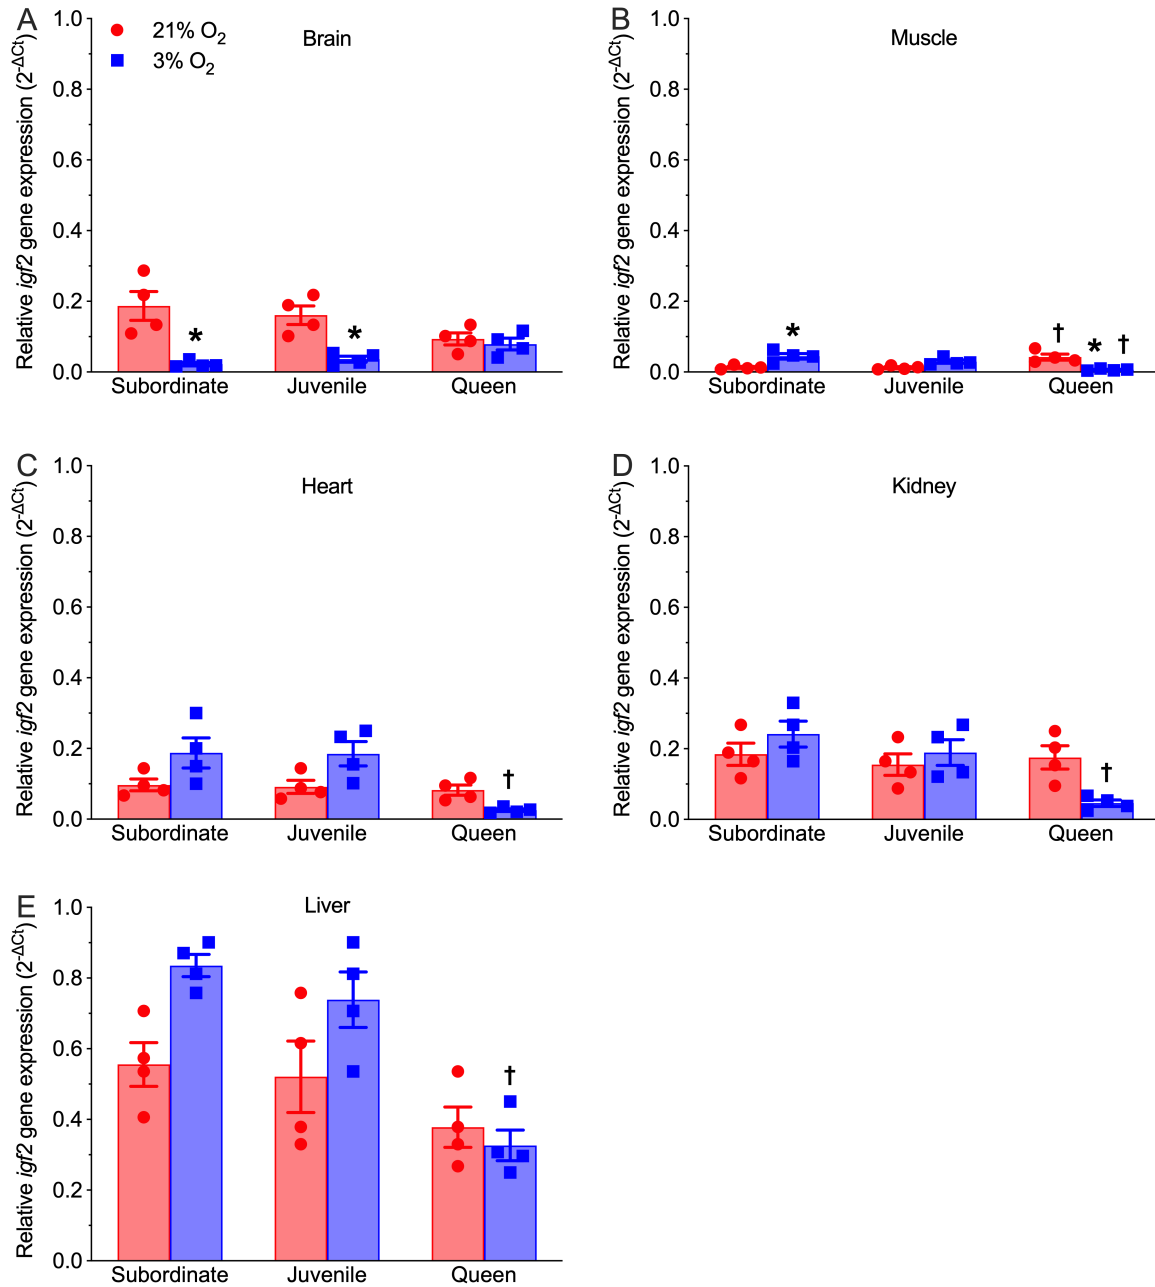 A
Brain
21% O2
3% O2
Relative igf2 gene expression (2-ΔCt)
1.0
0.8
0.6
0.4
0.2
0.0
* *
Subordinate Juvenile Queen
B
Muscle
Relative igf2 gene expression (2-ΔCt)
1.0
0.8
0.6
0.4
0.2
0.0
* † * †
Subordinate Juvenile Queen
C
Heart
Relative igf2 gene expression (2-ΔCt)
1.0
0.8
0.6
0.4
0.2
0.0
†
Subordinate Juvenile Queen
D
Kidney
Relative igf2 gene expression (2-ΔCt)
1.0
0.8
0.6
0.4
0.2
0.0
†
Subordinate Juvenile Queen
E
Liver
Relative igf2 gene expression (2-ΔCt)
1.0
0.8
0.6
0.4
0.2
0.0
†
Subordinate Juvenile Queen